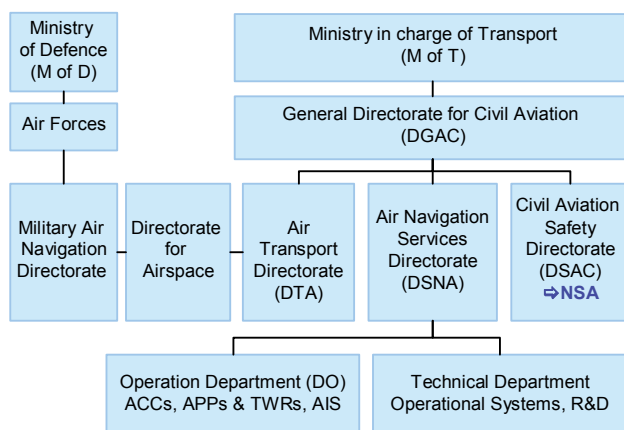 Ministry
of Defence
(M of D)
Ministry in charge of Transport
(M of T)
Air Forces
General Directorate for Civil Aviation
(DGAC)
Military Air
Navigation
Directorate
Directorate
for
Airspace
Air
Transport
Directorate
(DTA)
Air Navigation
Services
Directorate
(DSNA)
Civil Aviation
Safety
Directorate
(DSAC)
⇨NSA
Operation Department (DO)
ACCs, APPs & TWRs, AIS
Technical Department
Operational Systems, R&D